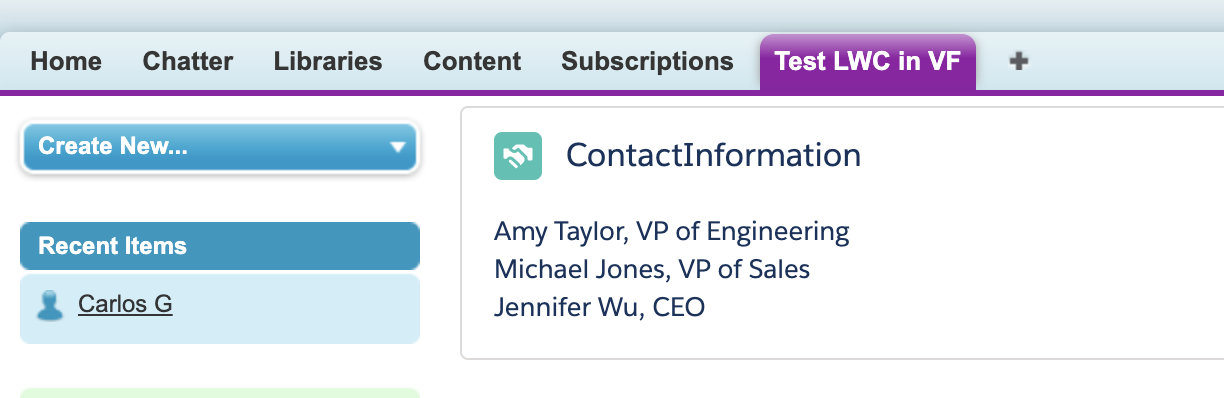 Home Chatter Libraries Content Subscriptions Test LWC in VF +
Create New...
Recent Items
Carlos G
ContactInformation
Amy Taylor, VP of Engineering
Michael Jones, VP of Sales
Jennifer Wu, CEO